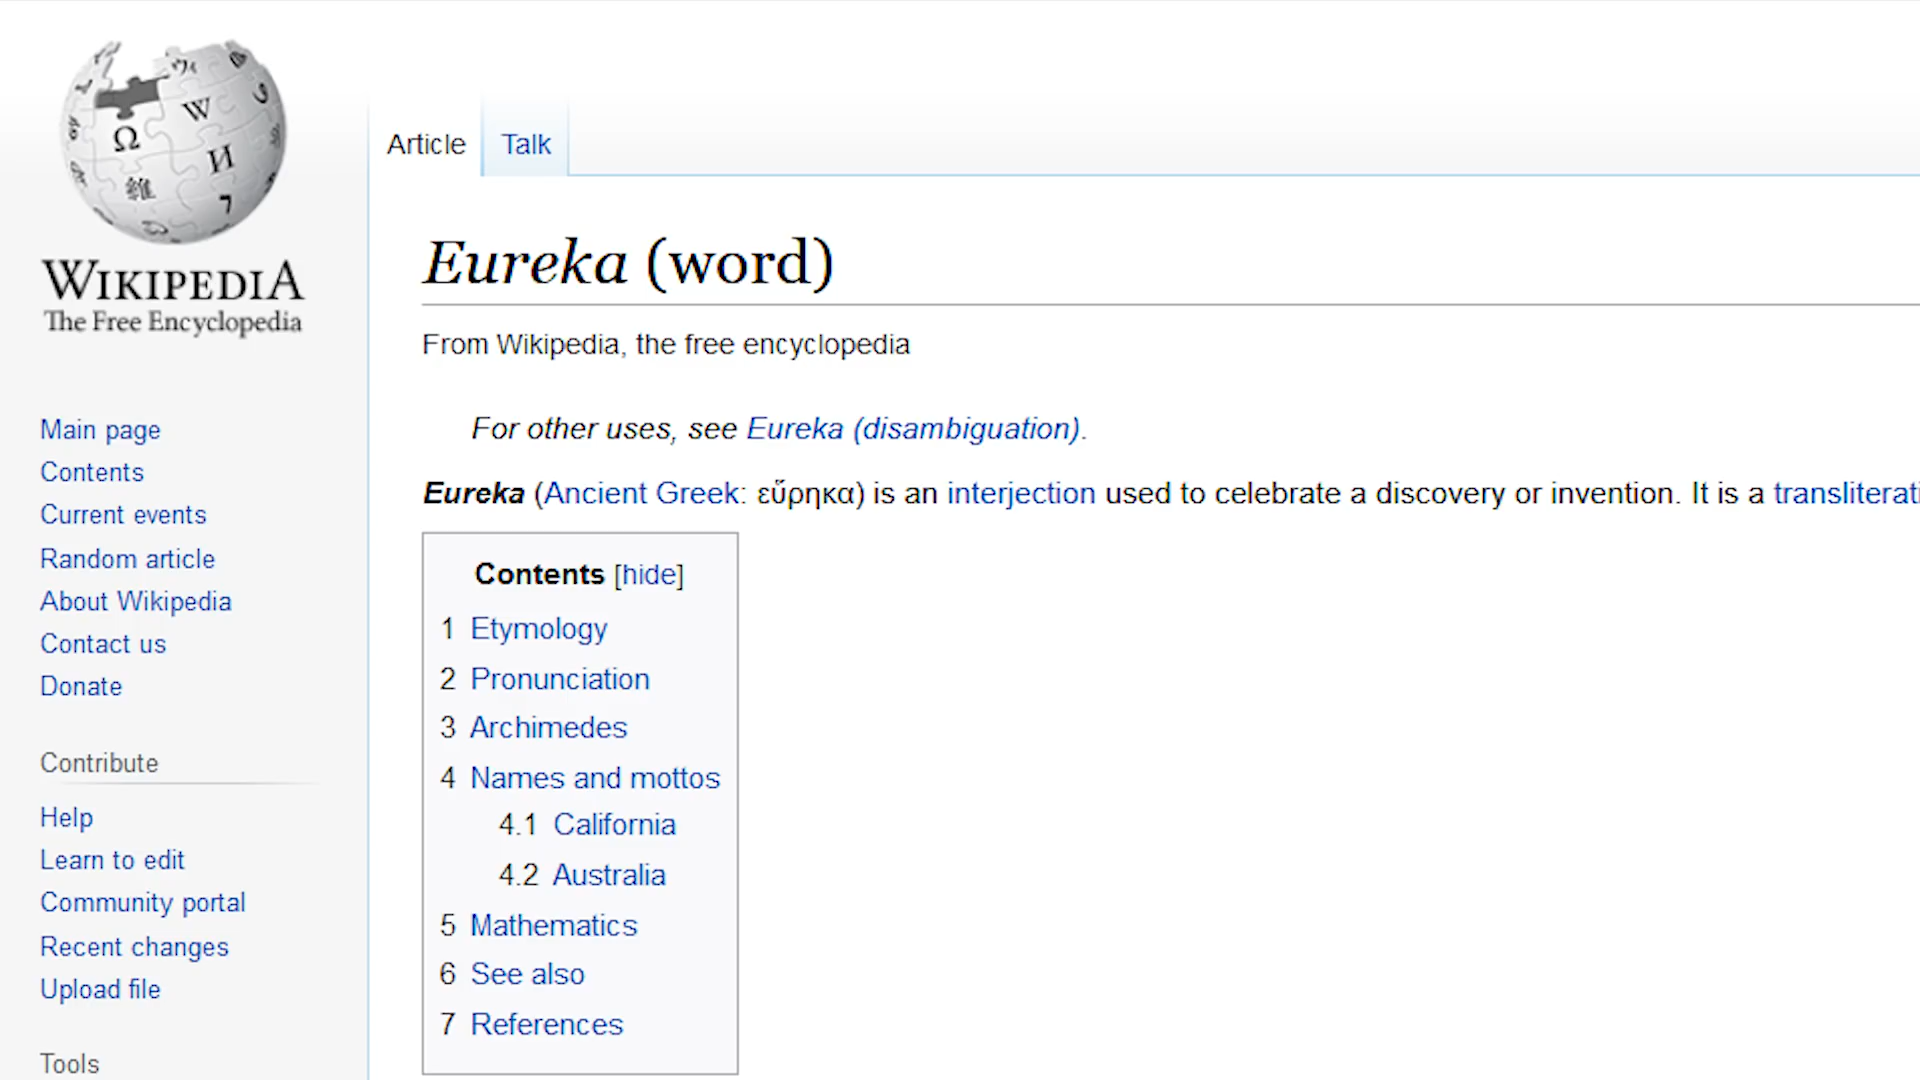 WIKIPEDIA
The Free Encyclopedia
Main page
Contents
Current events
Random article
About Wikipedia
Contact us
Donate
Contribute
Help
Learn to edit
Community portal
Recent changes
Upload file
Tools
Article Talk
Eureka (word)
From Wikipedia, the free encyclopedia
For other uses, see Eureka (disambiguation).
Eureka (Ancient Greek: εὕρηκα) is an interjection used to celebrate a discovery or invention. It is a transliterati
Contents [hide]
1 Etymology
2 Pronunciation
3 Archimedes
4 Names and mottos
4.1 California
4.2 Australia
5 Mathematics
6 See also
7 References